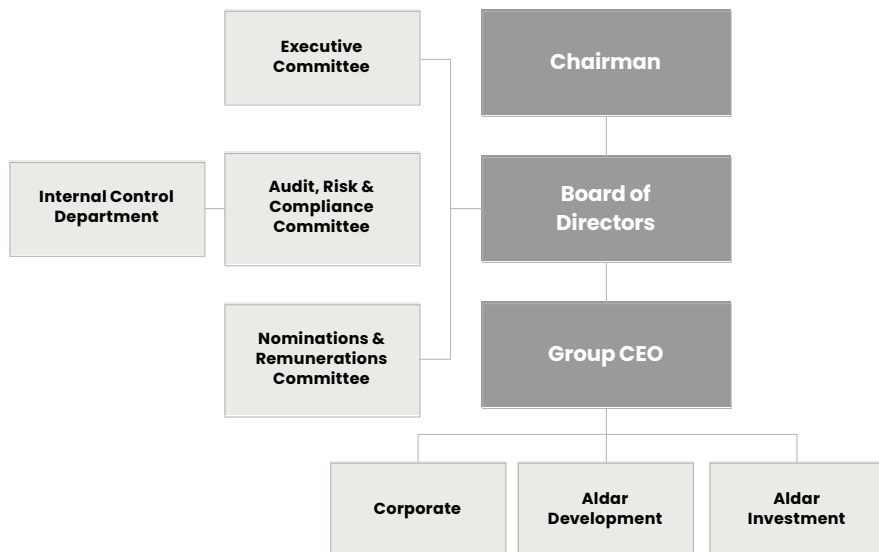 Executive
Committee
Chairman
Internal Control
Department
Audit, Risk &
Compliance
Committee
Board of
Directors
Nominations &
Remunerations
Committee
Group CEO
Corporate
Aldar
Development
Aldar
Investment